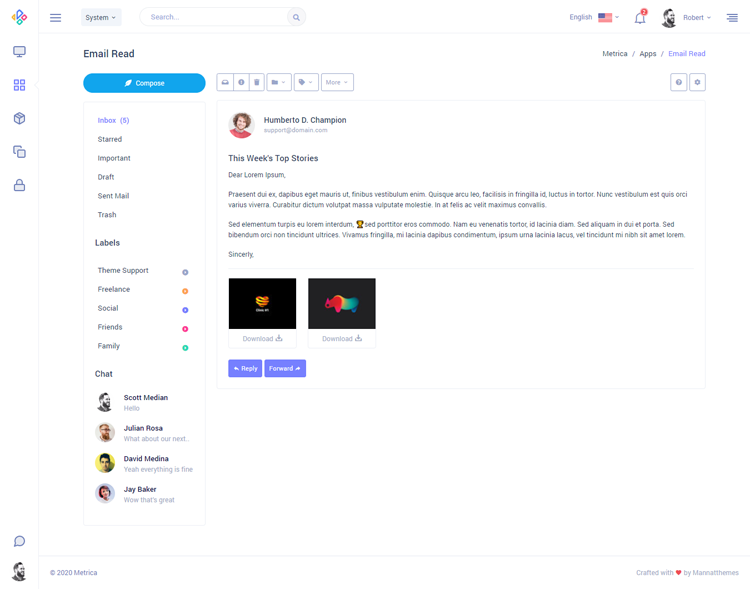 System
Search...
English
2
Robert
Email Read
Metrica / Apps / Email Read
Compose
More
Inbox (5)
Starred
Important
Draft
Sent Mail
Trash
Labels
Theme Support
Freelance
Social
Friends
Family
Chat
Scott Median
Hello
Julian Rosa
What about our next..
David Medina
Yeah everything is fine
Jay Baker
Wow that's great
Humberto D. Champion
support@domain.com
This Week's Top Stories
Dear Lorem Ipsum,
Praesent dui ex, dapibus eget mauris ut, finibus vestibulum enim. Quisque arcu leo, facilisis in fringilla id, luctus in tortor. Nunc vestibulum est quis orci
varius viverra. Curabitur dictum volutpat massa vulputate molestie. In at felis ac velit maximus convallis.
Sed elementum turpis eu lorem interdum, 🏆sed porttitor eros commodo. Nam eu venenatis tortor, id lacinia diam. Sed aliquam in dui et porta. Sed
bibendum orci non tincidunt ultrices. Vivamus fringilla, mi lacinia dapibus condimentum, ipsum urna lacinia lacus, vel tincidunt mi nibh sit amet lorem.
Sincerly,
Download
Download
Reply
Forward
© 2020 Metrica
Crafted with ❤ by Mannatthemes